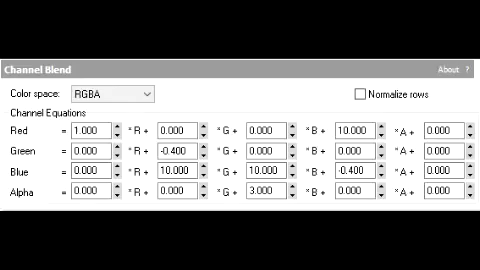 Channel Blend About ?
Color space: RGBA Normalize rows
Channel Equations
Red = 1.000 * R + 0.000 * G + 0.000 * B + 10.000 * A + 0.000
Green = 0.000 * R + -0.400 * G + 0.000 * B + 0.000 * A + 0.000
Blue = 0.000 * R + 10.000 * G + 10.000 * B + -0.400 * A + 0.000
Alpha = 0.000 * R + 0.000 * G + 3.000 * B + 0.000 * A + 0.000